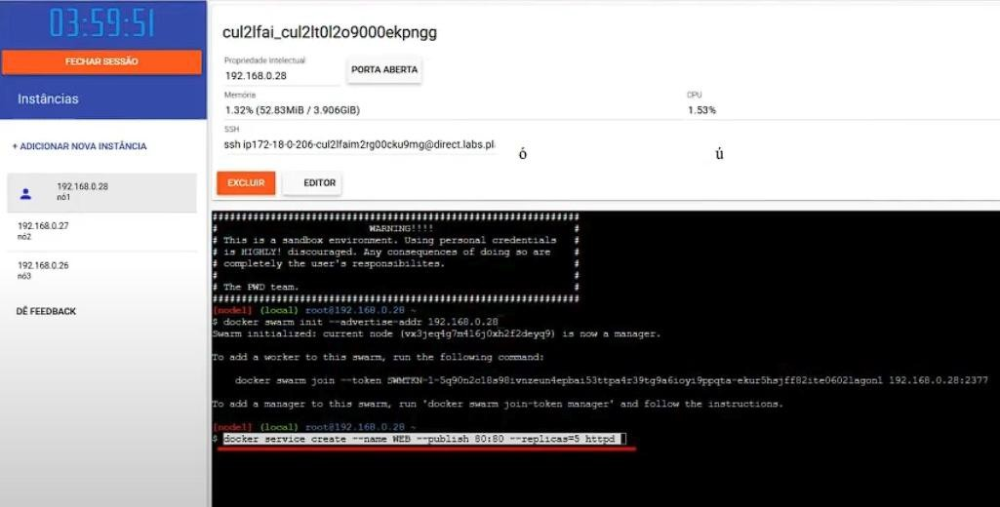 03:59:51
FECHAR SESSÃO
Instâncias
+ ADICIONAR NOVA INSTÂNCIA
192.168.0.28
nó1
192.168.0.27
nó2
192.168.0.26
nó3
DÊ FEEDBACK
cul2lfai_cul2lt0l2o9000ekpngg
Propriedade Intelectual
192.168.0.28
PORTA ABERTA
Memória
1.32% (52.83MiB / 3.906GiB)
CPU
1.53%
SSH
ssh ip172-18-0-206-cul2lfaim2rg00cku9mg@direct.labs.pl
ó ú
EXCLUIR EDITOR
################################################################
# WARNING!!!! #
# This is a sandbox environment. Using personal credentials #
# is HIGHLY! discouraged. Any consequences of doing so are #
# completely the user's responsibilites. #
# #
# The PWD team. #
################################################################
[node1] (local) root@192.168.0.28 ~
$ docker swarm init --advertise-addr 192.168.0.28
Swarm initialized: current node (vx3jeq4g7m416j0xh2f2deyq9) is now a manager.
To add a worker to this swarm, run the following command:
docker swarm join --token SWMTKN-1-5q90n2c18s98ivnzeun4epbai53ttpa4r39tg9a6ioyi9ppqta-ekur5hsjff82ite0602lagonl 192.168.0.28:2377
To add a manager to this swarm, run 'docker swarm join-token manager' and follow the instructions.
[node1] (local) root@192.168.0.28 ~
$ docker service create --name WEB --publish 80:80 --replicas=5 httpd